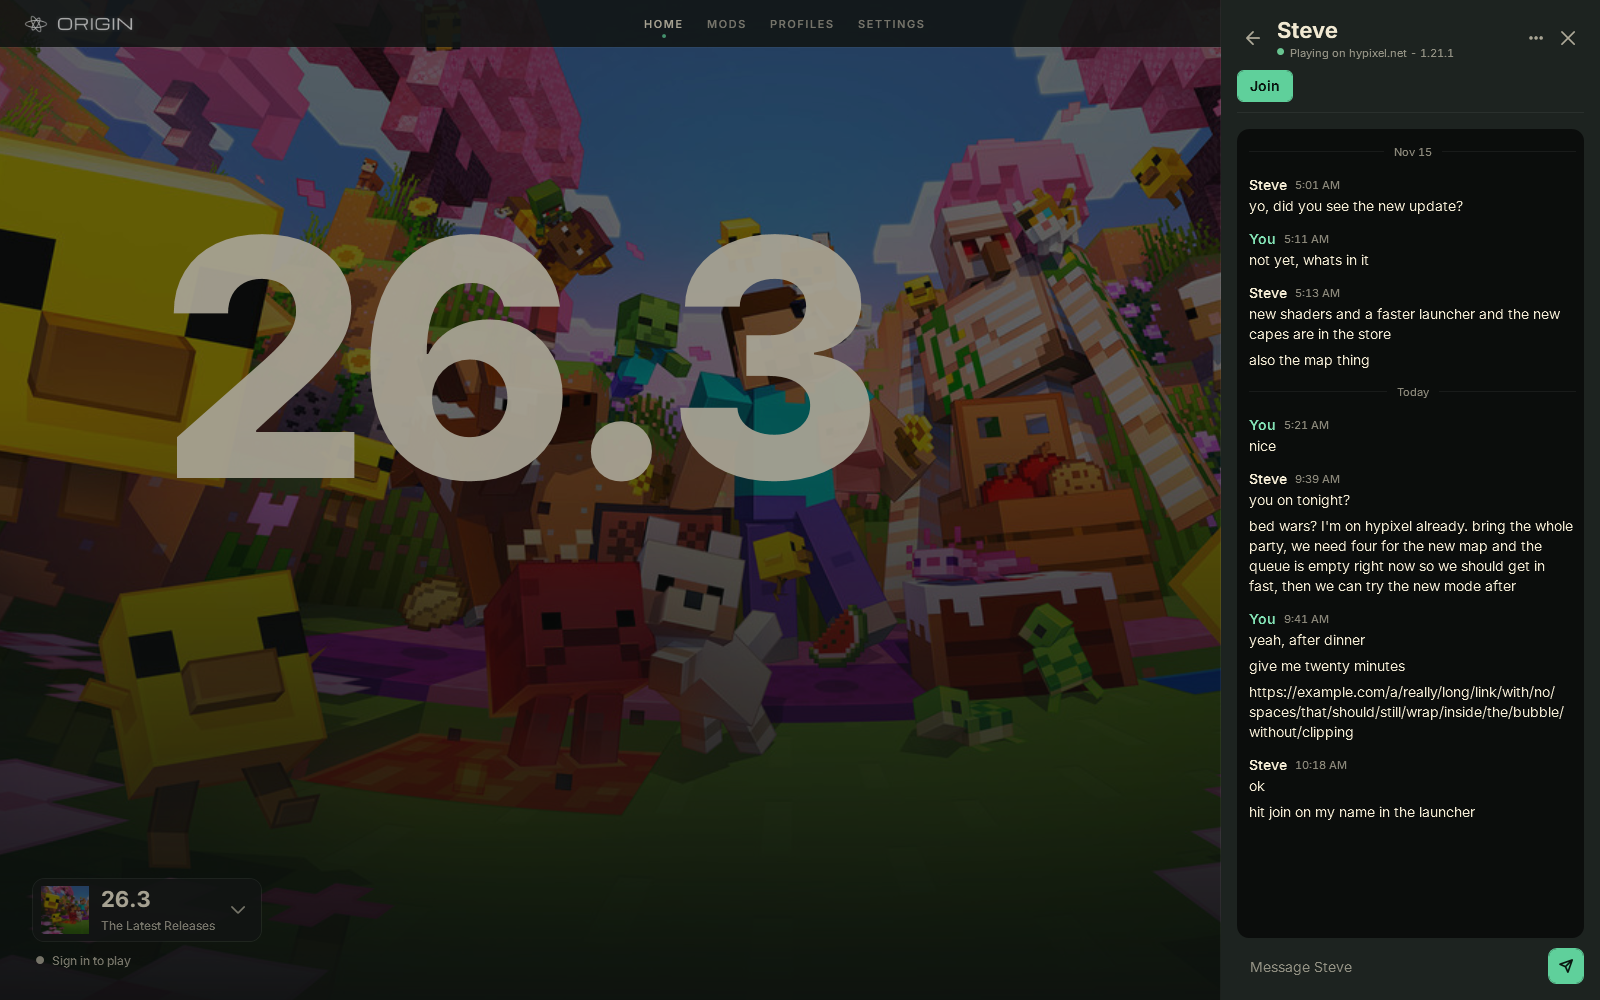 ORIGIN
HOME MODS PROFILES SETTINGS
26.3
26.3
The Latest Releases
Sign in to play
Steve
Playing on hypixel.net - 1.21.1
Join
Nov 15
Steve 5:01 AM
yo, did you see the new update?
You 5:11 AM
not yet, whats in it
Steve 5:13 AM
new shaders and a faster launcher and the new
capes are in the store
also the map thing
Today
You 5:21 AM
nice
Steve 9:39 AM
you on tonight?
bed wars? I'm on hypixel already. bring the whole
party, we need four for the new map and the
queue is empty right now so we should get in
fast, then we can try the new mode after
You 9:41 AM
yeah, after dinner
give me twenty minutes
https://example.com/a/really/long/link/with/no/
spaces/that/should/still/wrap/inside/the/bubble/
without/clipping
Steve 10:18 AM
ok
hit join on my name in the launcher
Message Steve